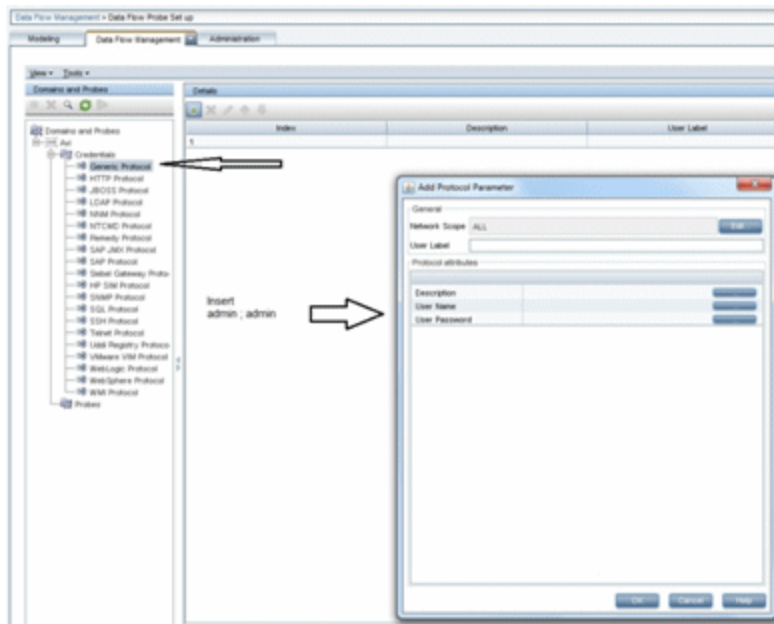 Data Flow Management > Data Flow Probe Set up
Modeling
Data Flow Management
Administration
View
Tools
Domains and Probes
Details
Index
Description
User Label
1
Domains and Probes
Avi
Credentials
Generic Protocol
HTTP Protocol
JBOSS Protocol
LDAP Protocol
NNM Protocol
NTCMD Protocol
Remedy Protocol
SAP JMX Protocol
SAP Protocol
Siebel Gateway Proto
HP SIM Protocol
SNMP Protocol
SQL Protocol
SSH Protocol
Telnet Protocol
Uddi Registry Protoco
VMware VIM Protocol
WebLogic Protocol
WebSphere Protocol
WMI Protocol
Probes
Insert
admin ; admin
Add Protocol Parameter
General
Network Scope ALL
Edit
User Label
Protocol attributes
Description
User Name
User Password
OK
Cancel
Help